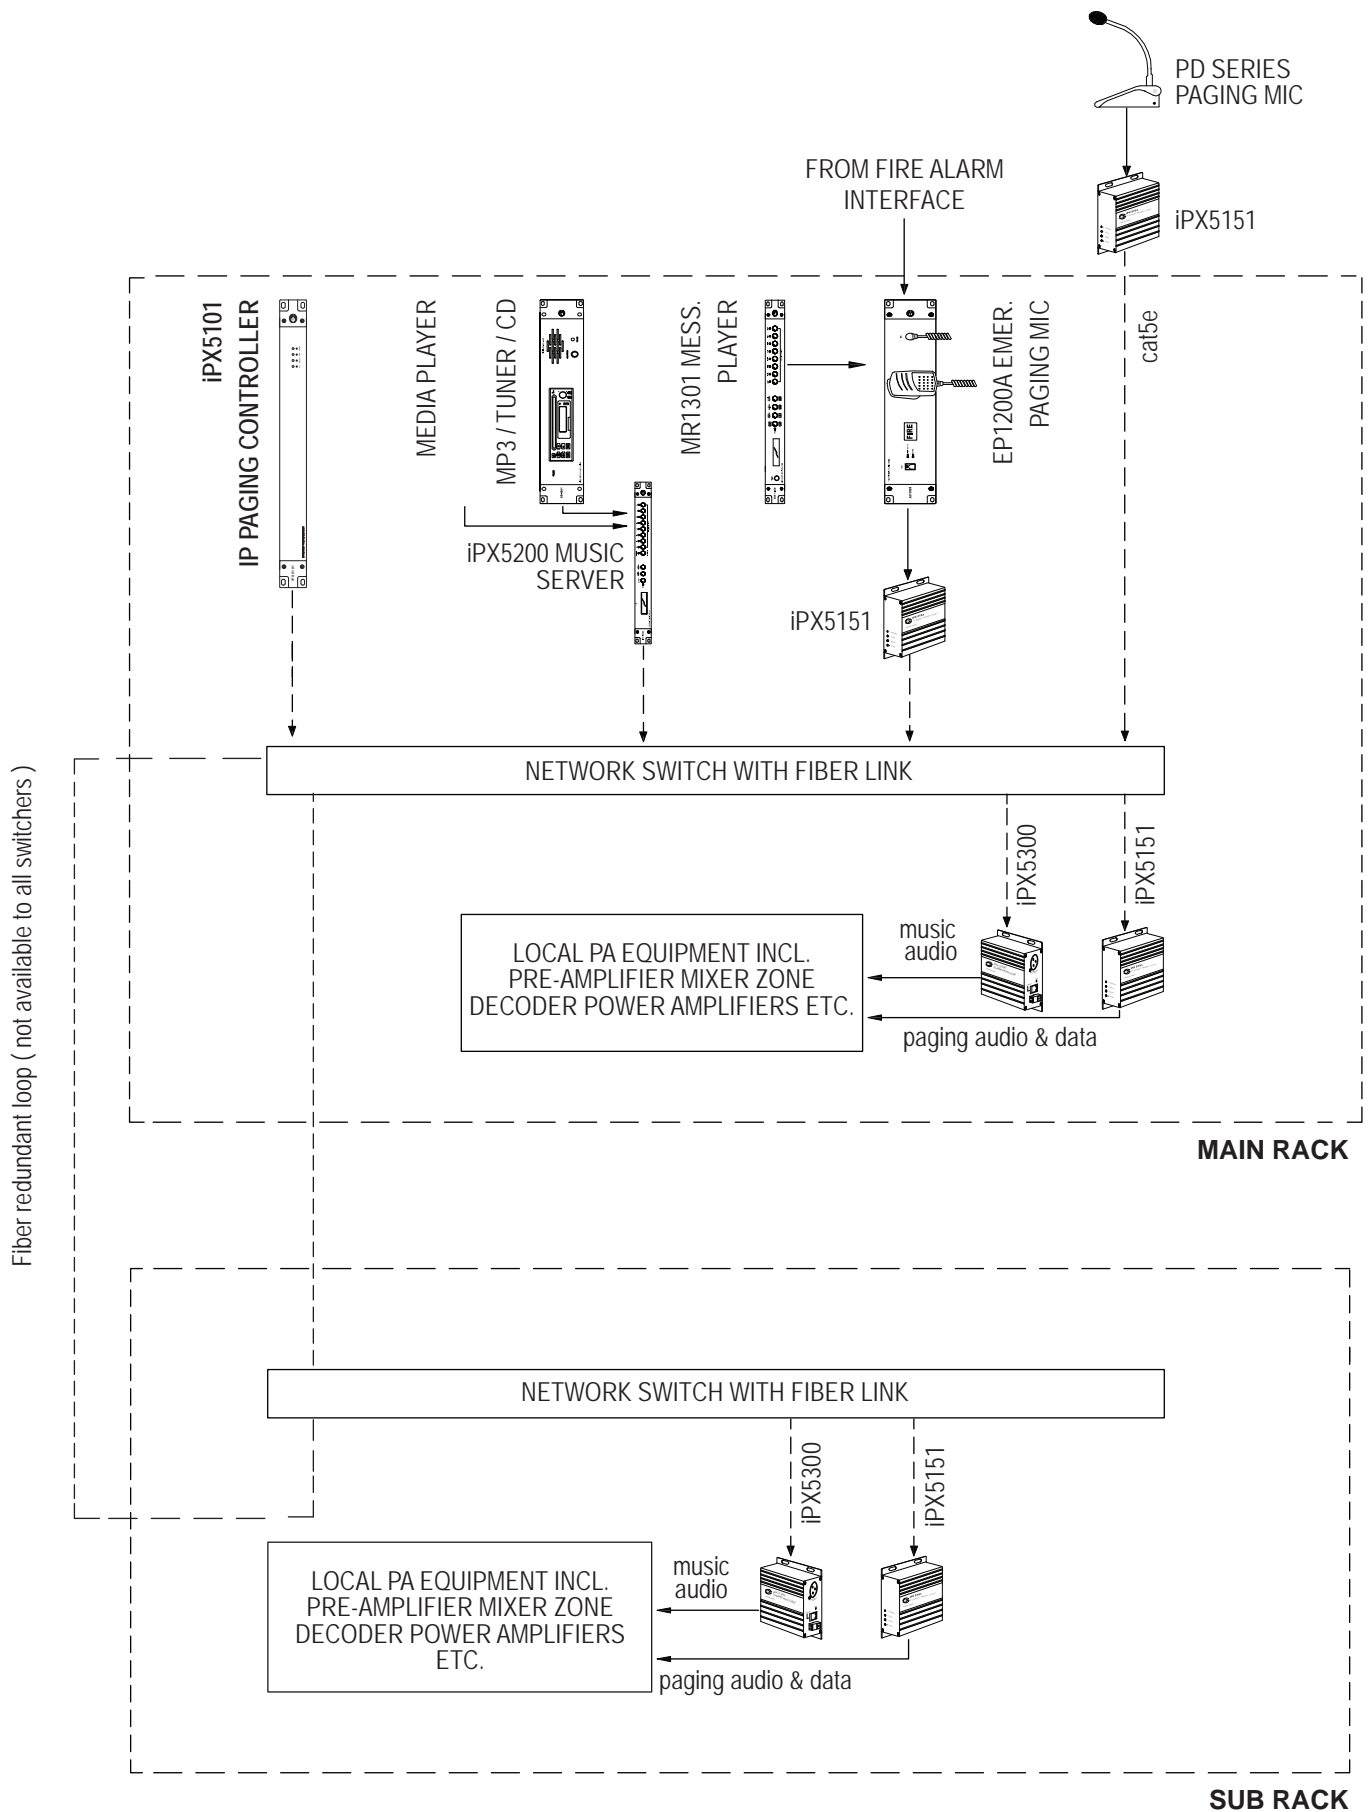 PD SERIES
PAGING MIC
FROM FIRE ALARM
INTERFACE
iPX5151
iPX5101
IP PAGING CONTROLLER
MEDIA PLAYER
MP3 / TUNER / CD
MR1301 MESS.
PLAYER
EP1200A EMER.
PAGING MIC
cat5e
FIRE
iPX5200 MUSIC
SERVER
iPX5151
NETWORK SWITCH WITH FIBER LINK
Fiber redundant loop ( not available to all switchers )
iPX5300
iPX5151
LOCAL PA EQUIPMENT INCL.
PRE-AMPLIFIER MIXER ZONE
DECODER POWER AMPLIFIERS ETC.
music
audio
paging audio & data
MAIN RACK
NETWORK SWITCH WITH FIBER LINK
iPX5300
iPX5151
LOCAL PA EQUIPMENT INCL.
PRE-AMPLIFIER MIXER ZONE
DECODER POWER AMPLIFIERS
ETC.
music
audio
paging audio & data
SUB RACK